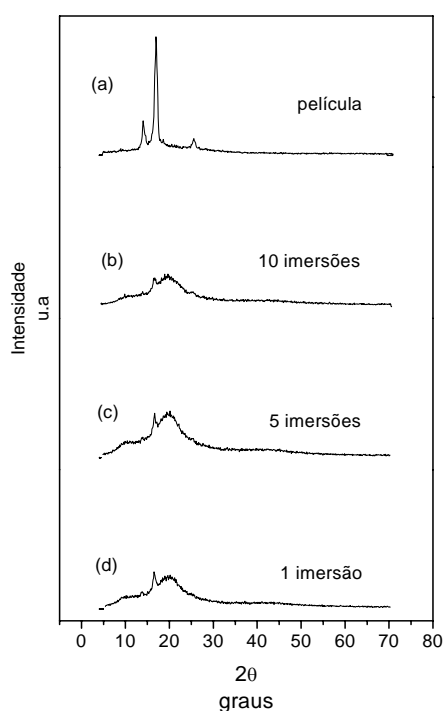 (a)
película
(b)
10 imersões
(c)
5 imersões
(d)
1 imersão
Intensidade
u.a
0 10 20 30 40 50 60 70 80
2θ
graus